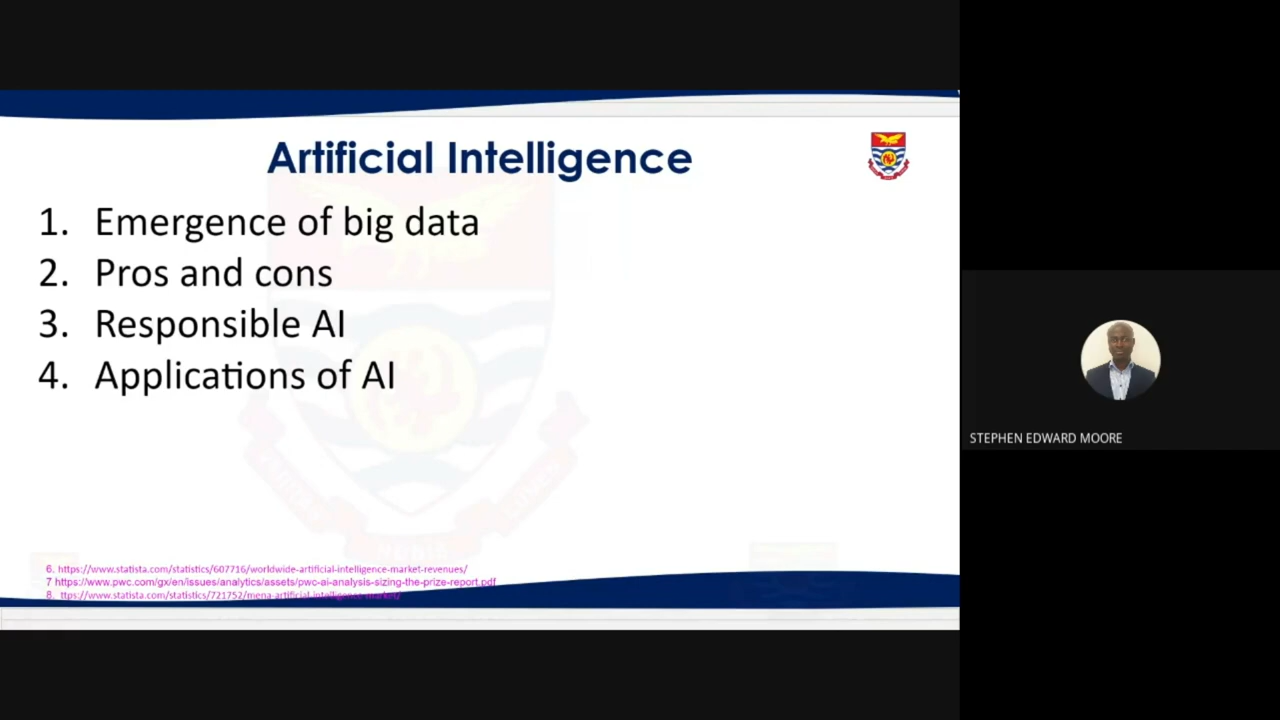 Artificial Intelligence
1. Emergence of big data
2. Pros and cons
3. Responsible AI
4. Applications of AI
6. https://www.statista.com/statistics/607716/worldwide-artificial-intelligence-market-revenues/
7 https://www.pwc.com/gx/en/issues/analytics/assets/pwc-ai-analysis-sizing-the-prize-report.pdf
8. ttps://www.statista.com/statistics/721752/mena-artificial-intelligence-market/
STEPHEN EDWARD MOORE